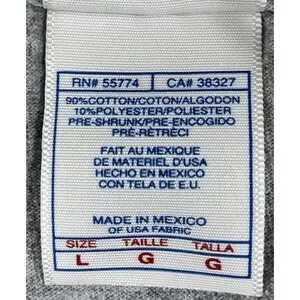 RN# 55774 CA# 38327
90%COTTON/COTON/ALGODON
10%POLYESTER/POLIESTER
PRE-SHRUNK/PRE-ENCOGIDO
PRÉ-RÉTRÉCI
FAIT AU MEXIQUE
DE MATERIEL D'USA
HECHO EN MEXICO
CON TELA DE E.U.
MADE IN MEXICO
OF USA FABRIC
SIZE TAILLE TALLA
L G G